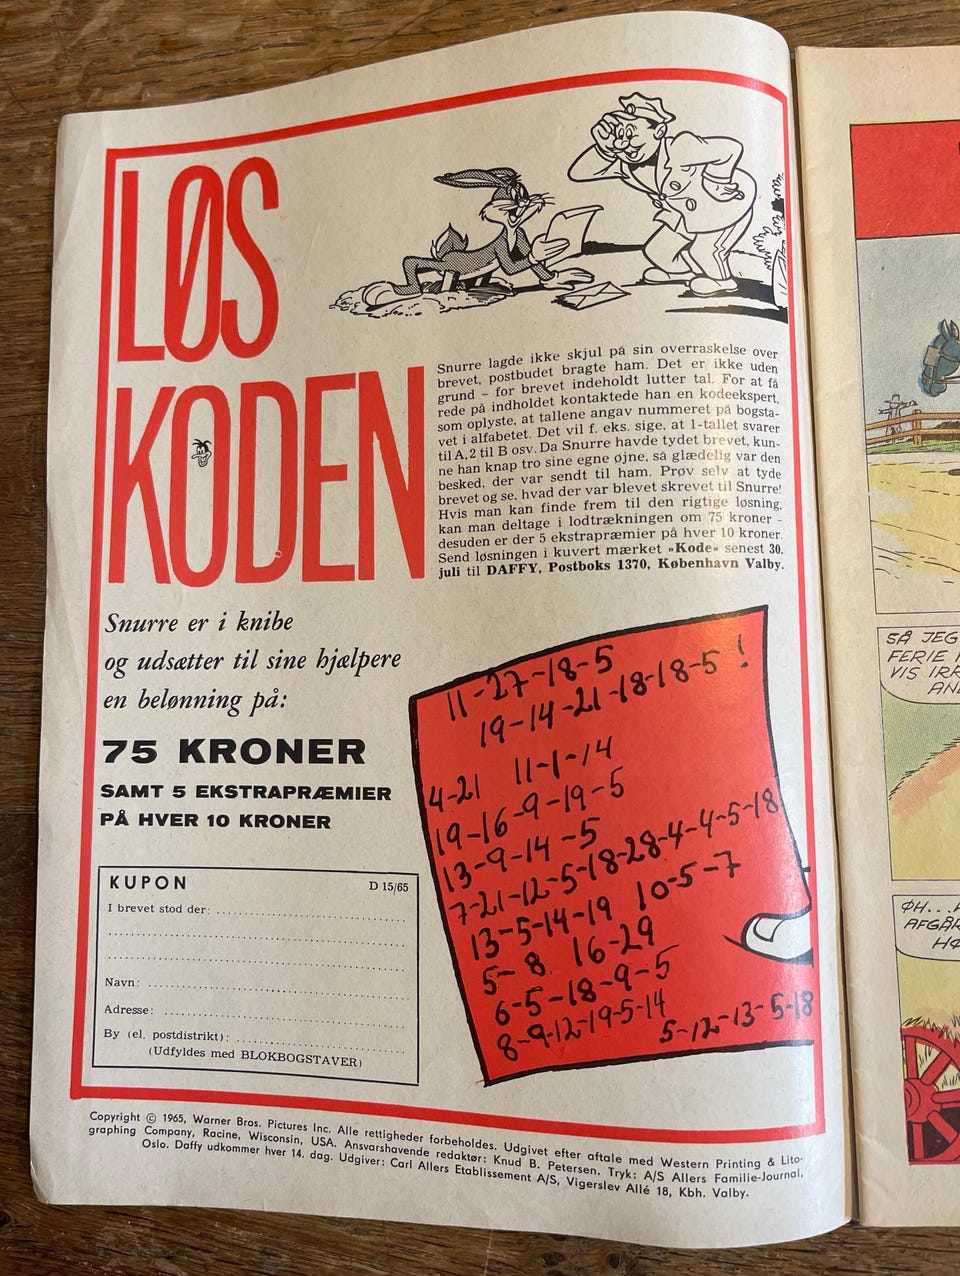 LØS
KODEN
Snurre lagde ikke skjul på sin overraskelse over
brevet, postbudet bragte ham. Det er ikke uden
grund - for brevet indeholdt lutter tal. For at få
rede på indholdet kontaktede han en kodeekspert,
som oplyste, at tallene angav nummeret på bogsta-
vet i alfabetet. Det vil f. eks. sige, at 1-tallet svarer
til A, 2 til B osv. Da Snurre havde tydet brevet, kun-
ne han knap tro sine egne øjne, så glædelig var den
besked, der var sendt til ham. Prøv selv at tyde
brevet og se, hvad der var blevet skrevet til Snurre!
Hvis man kan finde frem til den rigtige løsning,
kan man deltage i lodtrækningen om 75 kroner -
desuden er der 5 ekstrapræmier på hver 10 kroner.
Send løsningen i kuvert mærket »Kode« senest 30.
juli til DAFFY, Postboks 1370, København Valby.
Snurre er i knibe
og udsætter til sine hjælpere
en belønning på:
75 KRONER
SAMT 5 EKSTRAPRÆMIER
PÅ HVER 10 KRONER
KUPON D 15/65
I brevet stod der:
Navn:
Adresse:
By (el. postdistrikt):
(Udfyldes med BLOKBOGSTAVER)
11-27-18-5
19-14-21-18-18-5 !
4-21 11-1-14
19-16-9-19-5
13-9-14-5
7-21-12-5-18-28-4-4-5-18
13-5-14-19 10-5-7
5-8 16-29
6-5-18-9-5
8-9-12-19-5-14 5-12-13-5-18
Copyright © 1965, Warner Bros. Pictures Inc. Alle rettigheder forbeholdes. Udgivet efter aftale med Western Printing & Lito-
graphing Company, Racine, Wisconsin, USA. Ansvarshavende redaktør: Knud B. Petersen. Tryk: A/S Allers Familie-Journal,
Oslo. Daffy udkommer hver 14. dag. Udgiver: Carl Allers Etablissement A/S, Vigerslev Allé 18, Kbh. Valby.
SÅ JEG
FERIE
VIS
ØH...
AFGÅR